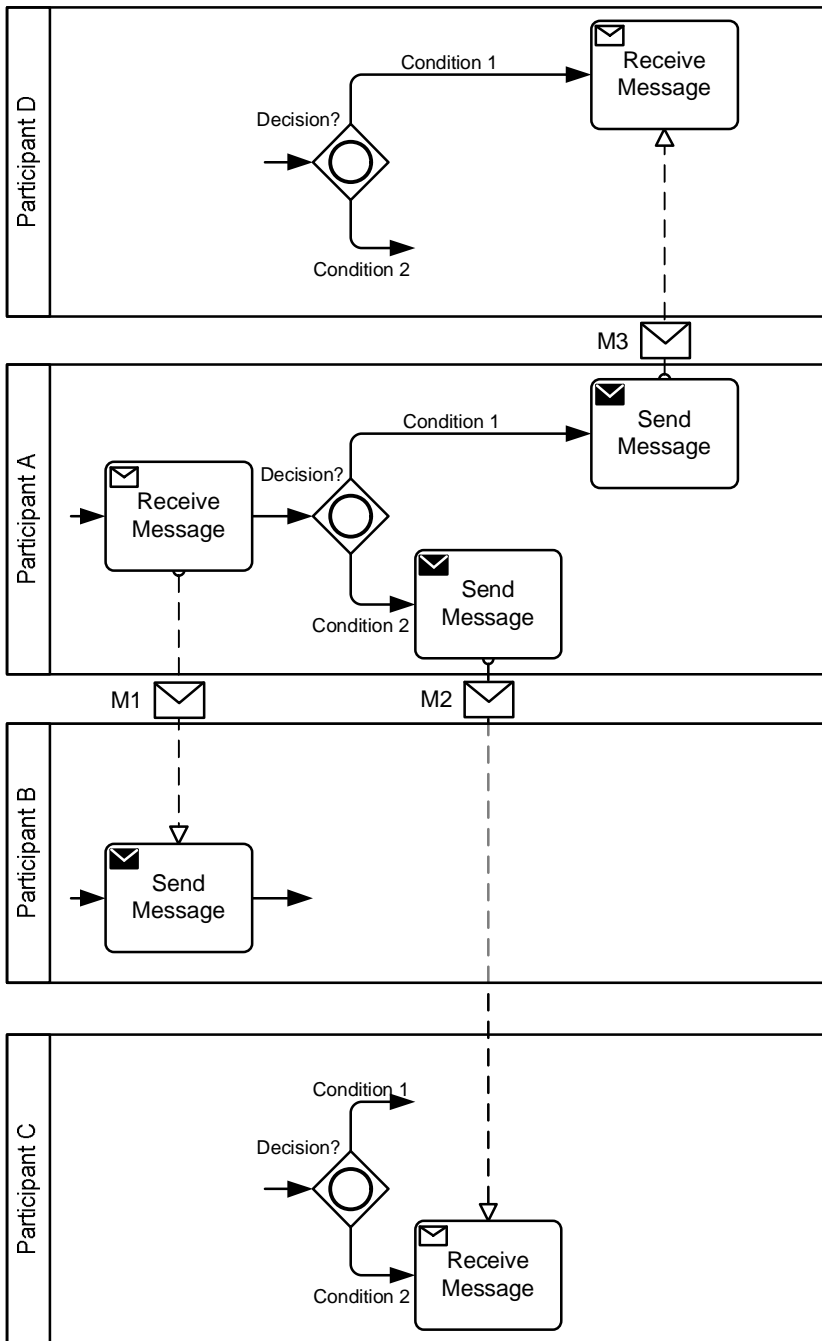 Participant D
Condition 1
Receive
Message
Decision?
Condition 2
M3
Participant A
Condition 1
Send
Message
Decision?
Receive
Message
Condition 2
Send
Message
M1
M2
Participant B
Send
Message
Participant C
Condition 1
Decision?
Condition 2
Receive
Message